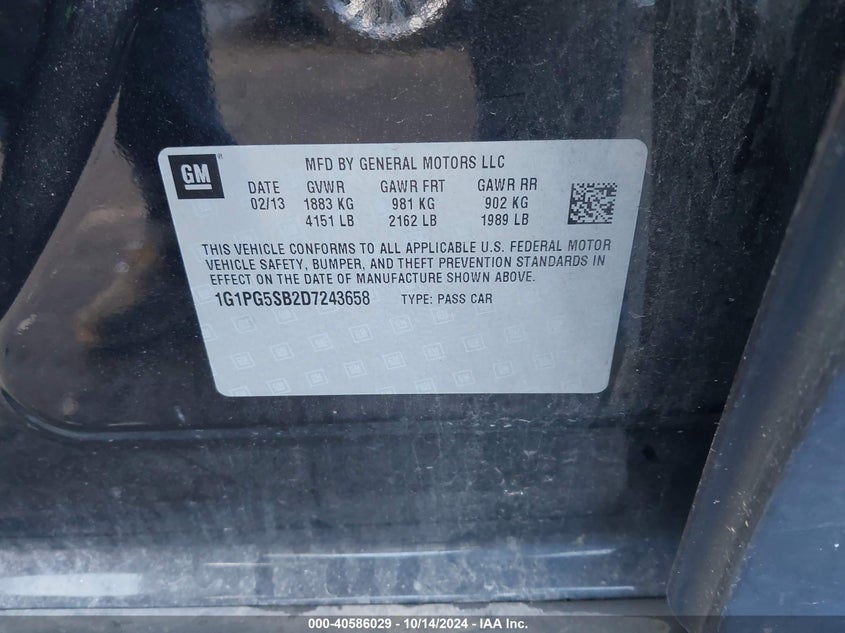 GM
MFD BY GENERAL MOTORS LLC
DATE GVWR GAWR FRT GAWR RR
02/13 1883 KG 981 KG 902 KG
4151 LB 2162 LB 1989 LB
THIS VEHICLE CONFORMS TO ALL APPLICABLE U.S. FEDERAL MOTOR
VEHICLE SAFETY, BUMPER, AND THEFT PREVENTION STANDARDS IN
EFFECT ON THE DATE OF MANUFACTURE SHOWN ABOVE.
1G1PG5SB2D7243658 TYPE: PASS CAR
000-40586029 - 10/14/2024 - IAA Inc.